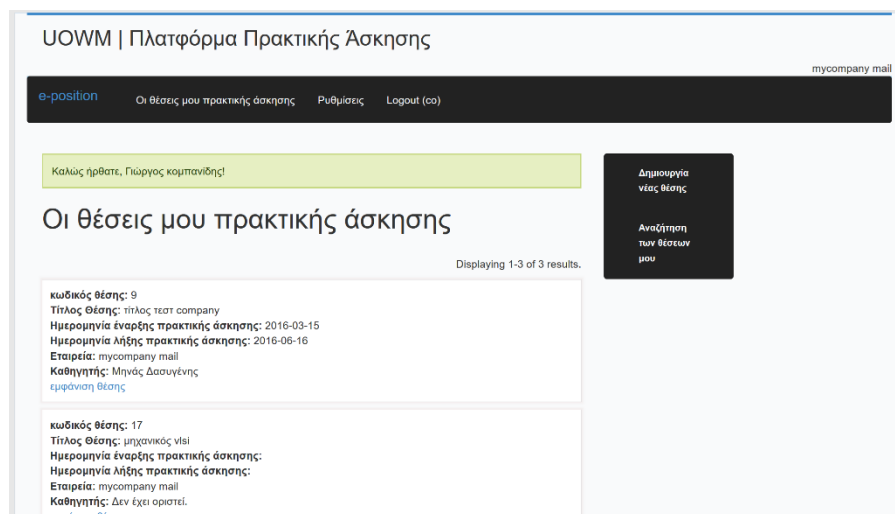 UOWM | Πλατφόρμα Πρακτικής Άσκησης
mycompany mail
e-position Οι θέσεις μου πρακτικής άσκησης Ρυθμίσεις Logout (co)
Καλώς ήρθατε, Γιώργος κομπανίδης!
Οι θέσεις μου πρακτικής άσκησης
Displaying 1-3 of 3 results.
κωδικός θέσης: 9
Τίτλος Θέσης: τίτλος τεστ company
Ημερομηνία έναρξης πρακτικής άσκησης: 2016-03-15
Ημερομηνία λήξης πρακτικής άσκησης: 2016-06-16
Εταιρεία: mycompany mail
Καθηγητής: Μηνάς Δασυγένης
εμφάνιση θέσης
κωδικός θέσης: 17
Τίτλος Θέσης: μηχανικός vlsi
Ημερομηνία έναρξης πρακτικής άσκησης:
Ημερομηνία λήξης πρακτικής άσκησης:
Εταιρεία: mycompany mail
Καθηγητής: Δεν έχει οριστεί.
Δημιουργία
νέας θέσης
Αναζήτηση
των θέσεων
μου